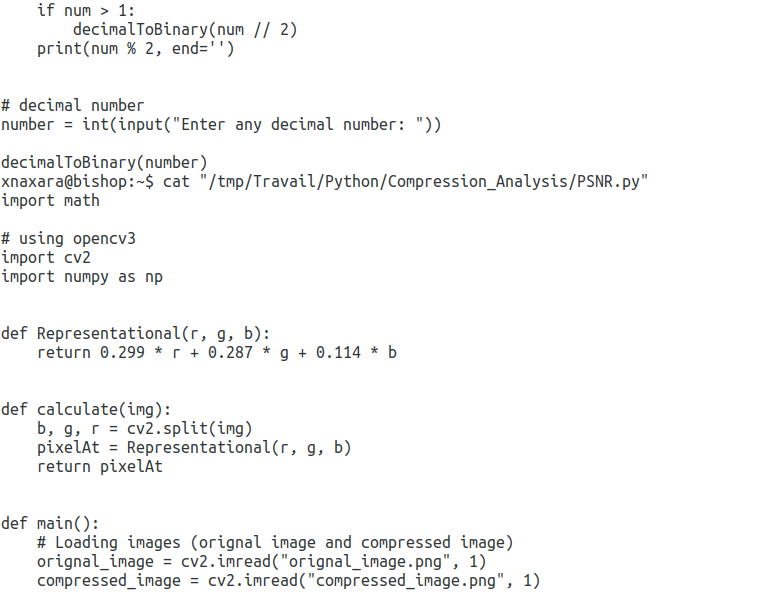 if num > 1:
        decimalToBinary(num // 2)
    print(num % 2, end='')


# decimal number
number = int(input("Enter any decimal number: "))

decimalToBinary(number)
xnaxara@bishop:~$ cat "/tmp/Travail/Python/Compression_Analysis/PSNR.py"
import math

# using opencv3
import cv2
import numpy as np


def Representational(r, g, b):
    return 0.299 * r + 0.287 * g + 0.114 * b


def calculate(img):
    b, g, r = cv2.split(img)
    pixelAt = Representational(r, g, b)
    return pixelAt


def main():
    # Loading images (orignal image and compressed image)
    orignal_image = cv2.imread("orignal_image.png", 1)
    compressed_image = cv2.imread("compressed_image.png", 1)